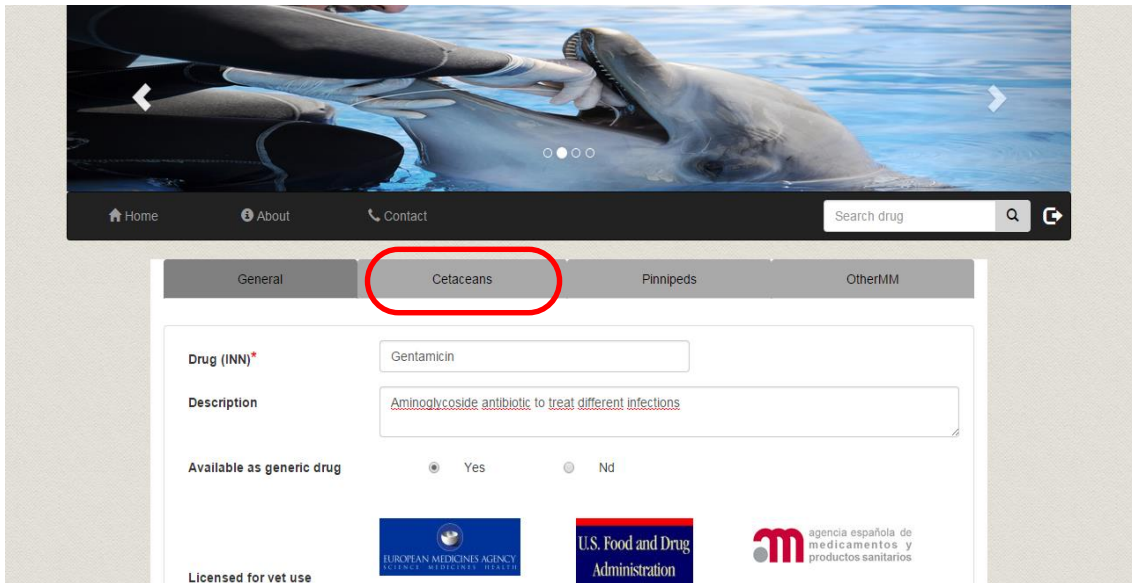 Home About Contact Search drug
General Cetaceans Pinnipeds OtherMM
Drug (INN)* Gentamicin
Description Aminoglycoside antibiotic to treat different infections
Available as generic drug Yes Nd
EUROPEAN MEDICINES AGENCY
SCIENCE MEDICINES HEALTH
U.S. Food and Drug
Administration
agencia española de
medicamentos y
productos sanitarios
am
Licensed for vet use